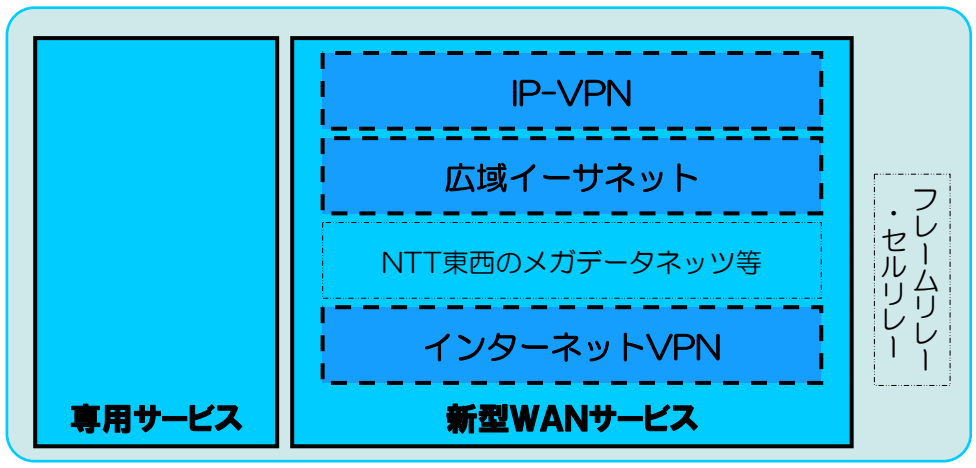 IP-VPN
広域イーサネット
NTT東西のメガデータネッツ等
インターネットVPN
専用サービス
新型WANサービス
フレームリレー
・セルリレー